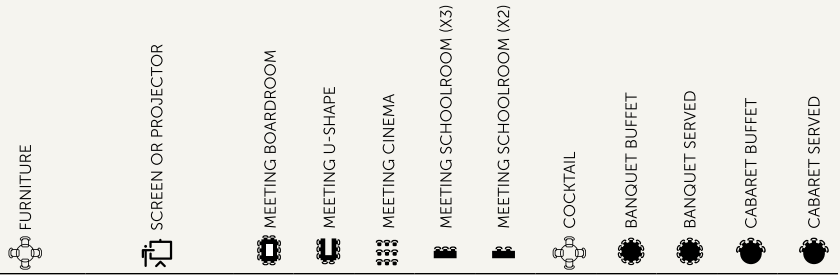 FURNITURE
SCREEN OR PROJECTOR
MEETING BOARDROOM
MEETING U-SHAPE
MEETING CINEMA
MEETING SCHOOLROOM (X3)
MEETING SCHOOLROOM (X2)
COCKTAIL
BANQUET BUFFET
BANQUET SERVED
CABARET BUFFET
CABARET SERVED